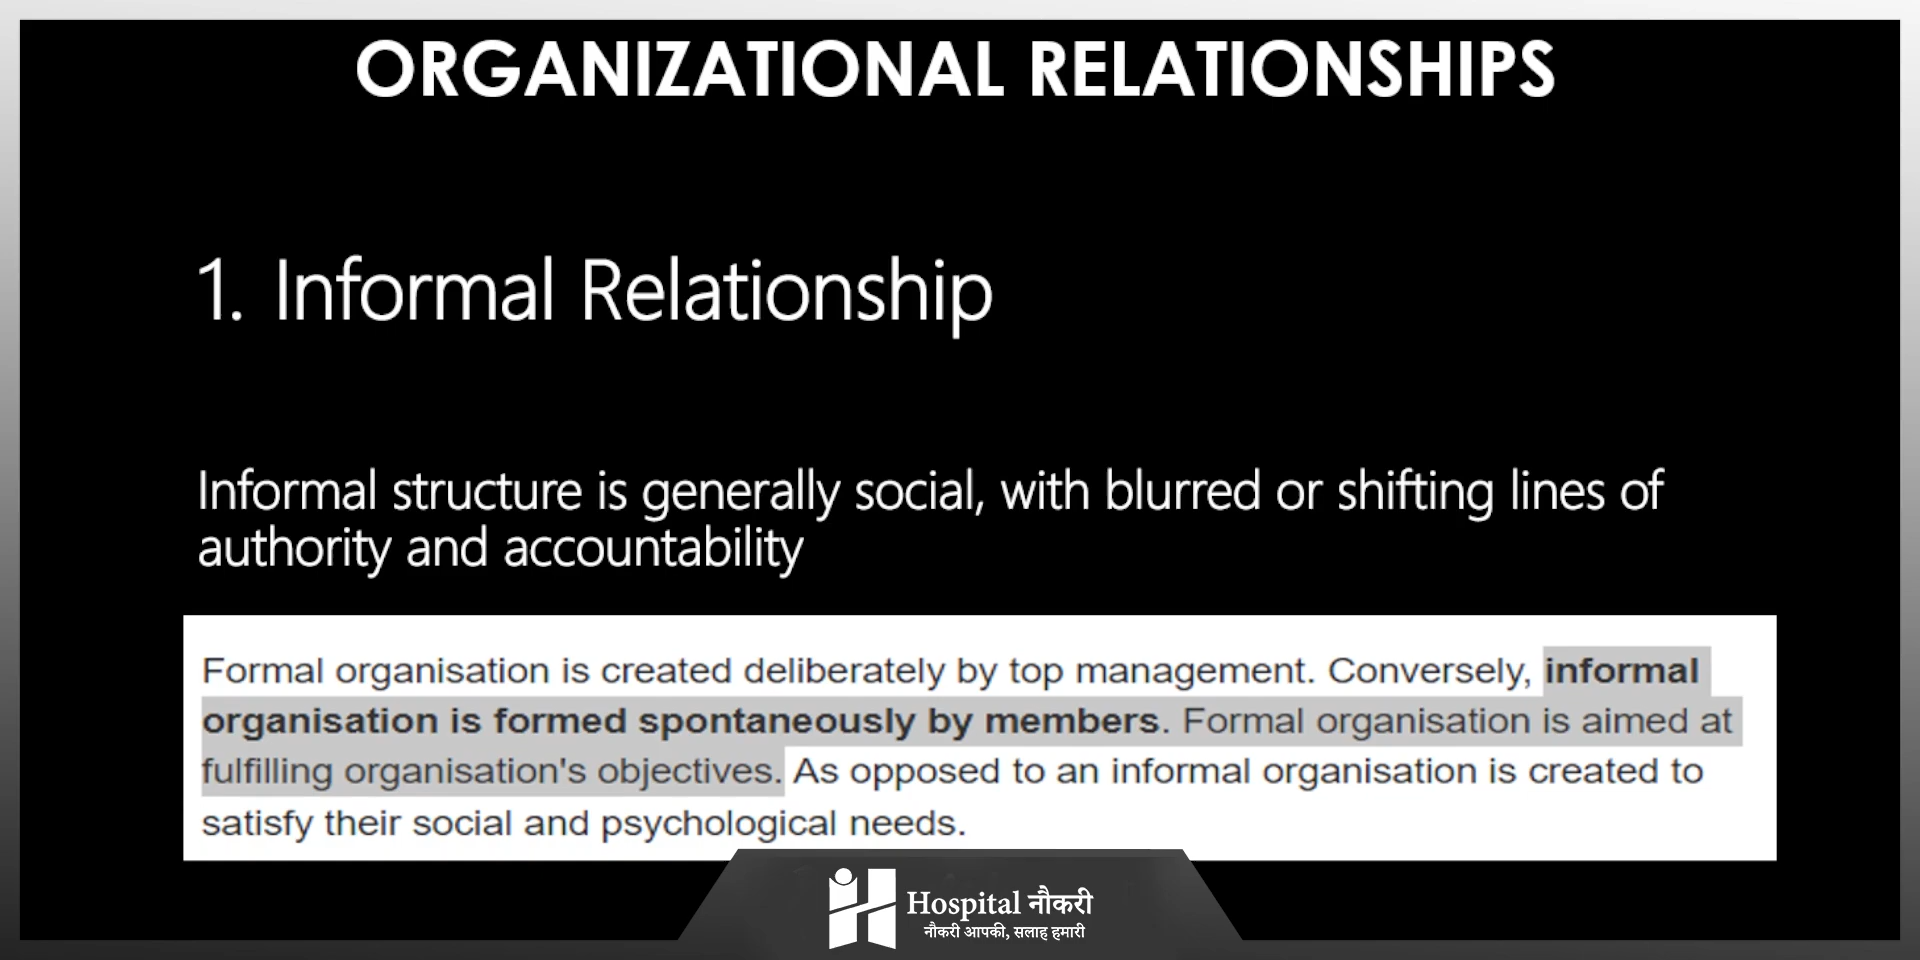 ORGANIZATIONAL RELATIONSHIPS
1. Informal Relationship
Informal structure is generally social, with blurred or shifting lines of
authority and accountability
Formal organisation is created deliberately by top management. Conversely, informal
organisation is formed spontaneously by members. Formal organisation is aimed at
fulfilling organisation's objectives. As opposed to an informal organisation is created to
satisfy their social and psychological needs.
Hospital नौकरी
नौकरी आपकी, सलाह हमारी